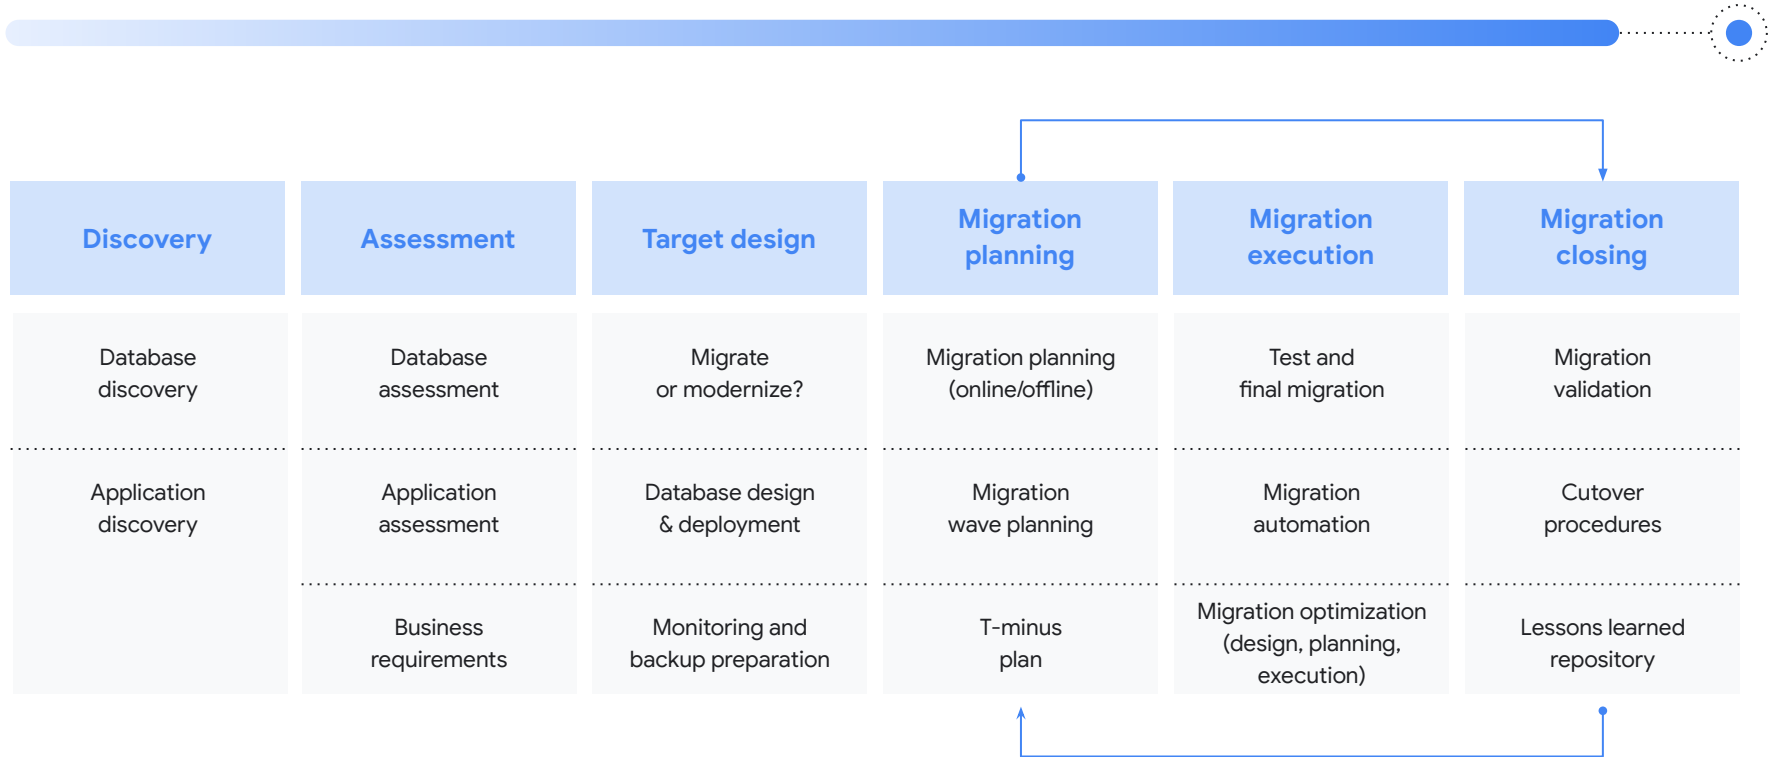 Discovery
Assessment
Target design
Migration
planning
Migration
execution
Migration
closing
Database
discovery
Database
assessment
Migrate
or modernize?
Migration planning
(online/offline)
Test and
final migration
Migration
validation
Application
discovery
Application
assessment
Database design
& deployment
Migration
wave planning
Migration
automation
Cutover
procedures
Business
requirements
Monitoring and
backup preparation
T-minus
plan
Migration optimization
(design, planning,
execution)
Lessons learned
repository